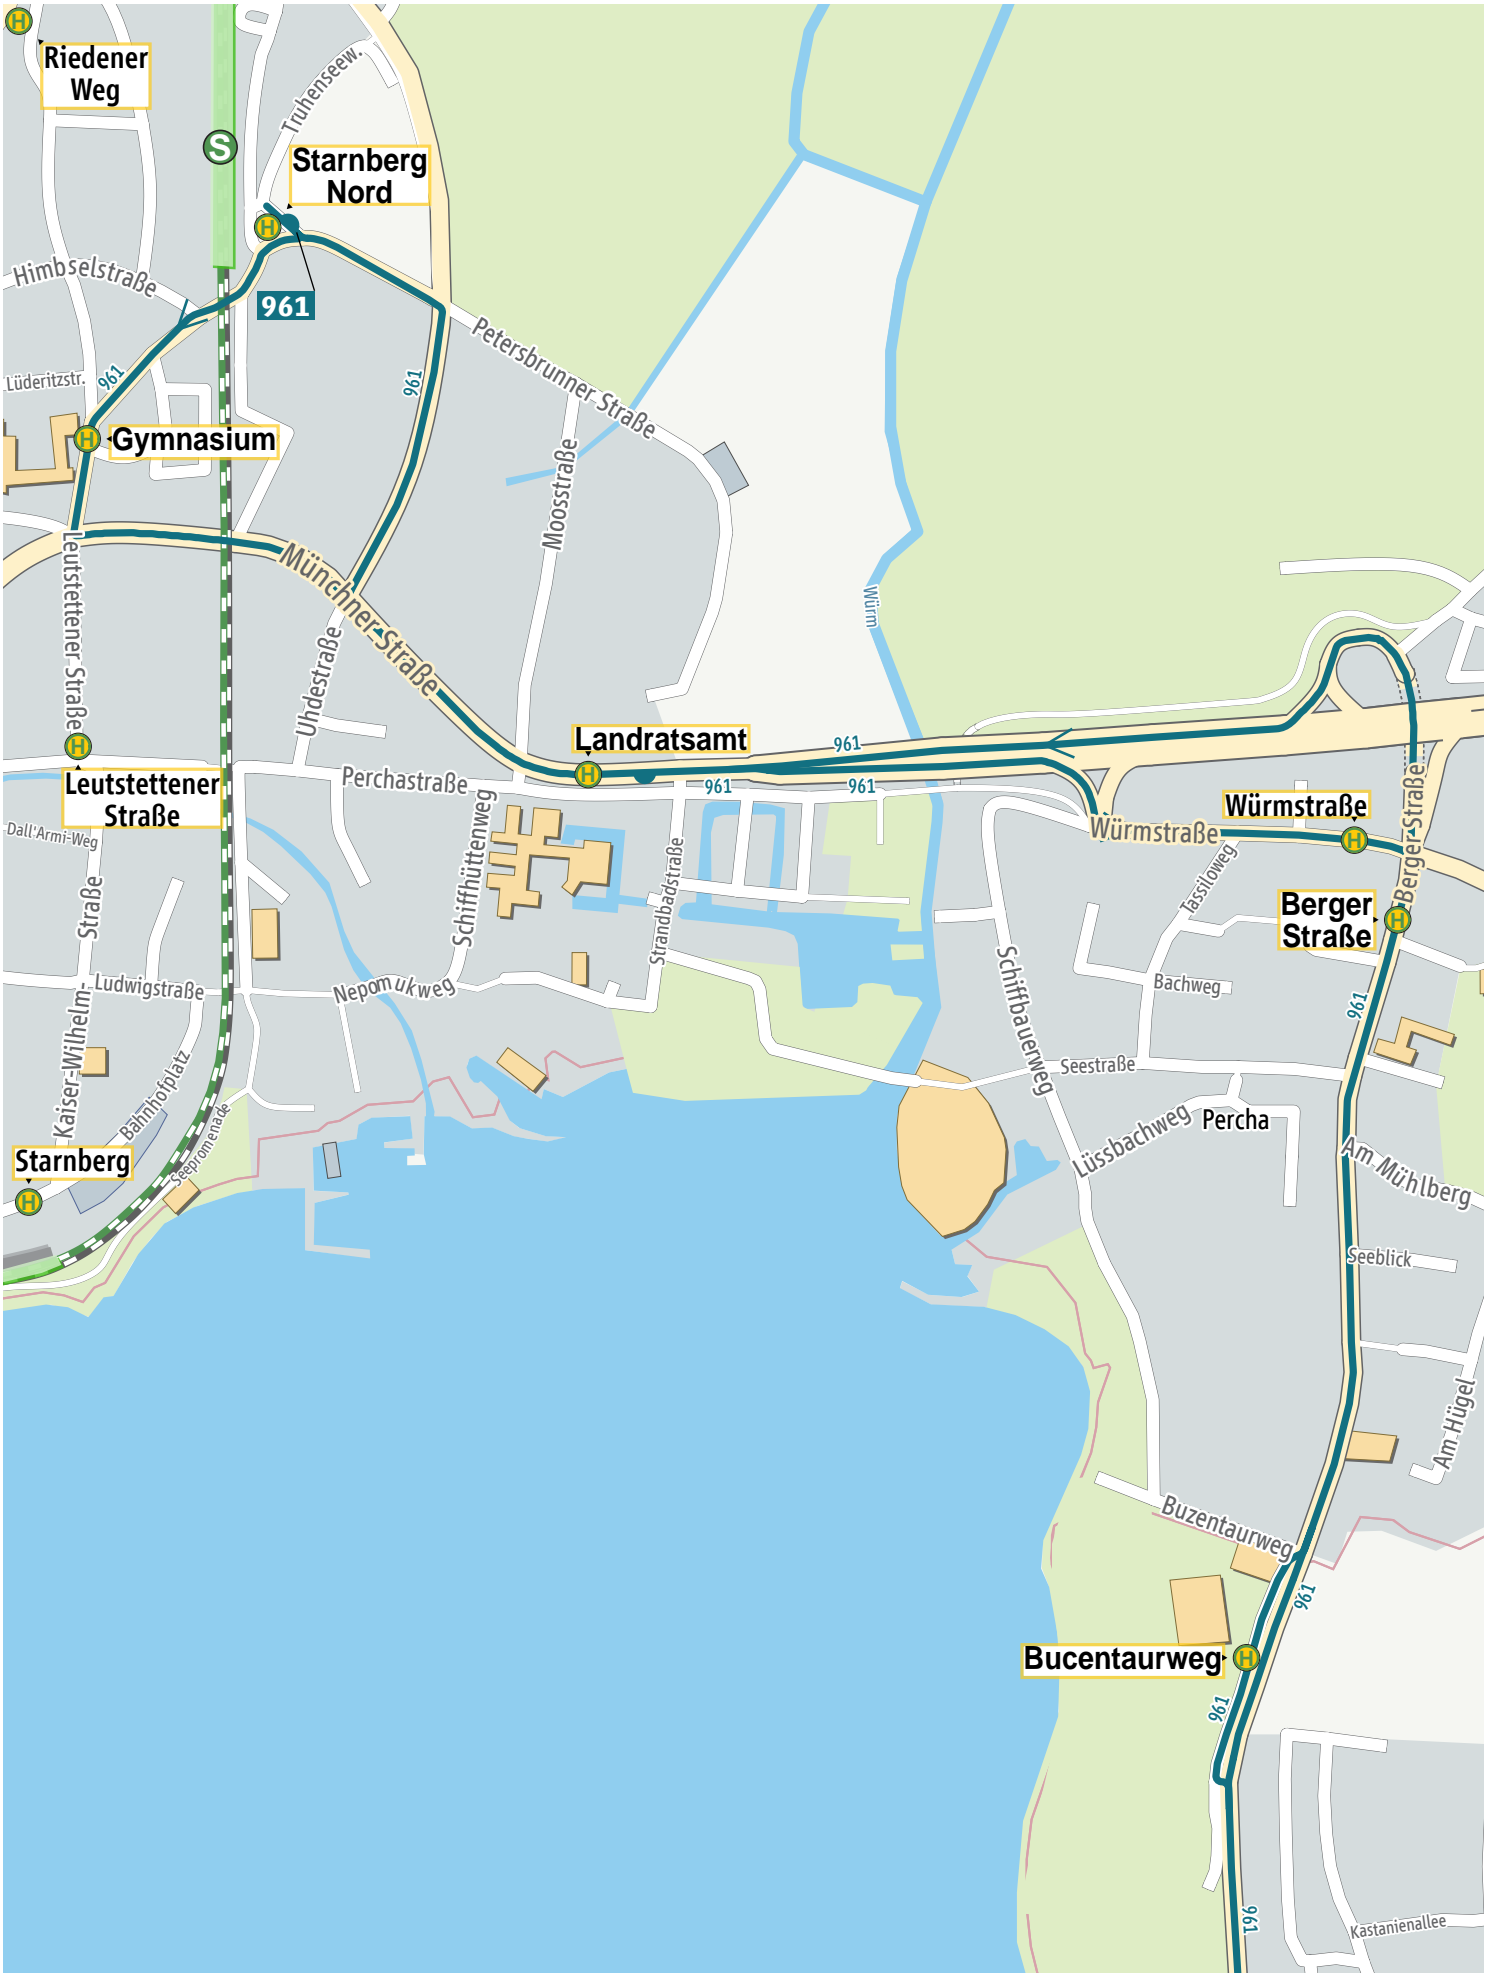 H
Riedener
Weg
Truhenseew.
S
Starnberg
Nord
H
Himbselstraße
961
Petersbrunner Straße
Lüderitzstr.
961
961
H
Gymnasium
Moosstraße
Münchner Straße
Leutstettener Straße
Würm
Uhdestraße
H
Leutstettener
Straße
Landratsamt
H
961
961
961
Perchastraße
Dall'Armi-Weg
Schiffhüttenweg
Strandbadstraße
Würmstraße
H
Würmstraße
Berger Straße
Tassiloweg
Berger
Straße
H
Kaiser-Wilhelm-
Straße
Ludwigstraße
Nepomukweg
Schiffbauerweg
Bachweg
961
Bahnhofplatz
Seepromenade
Seestraße
Percha
Lüssbachweg
Am Mühlberg
Starnberg
H
Seeblick
Am Hügel
Buzentaurweg
961
Bucentaurweg
H
961
961
Kastanienallee